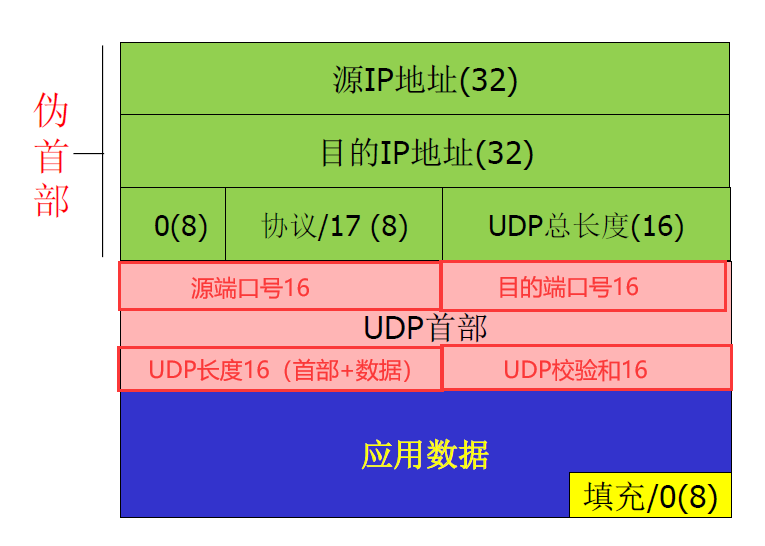 伪首部
源IP地址(32)
目的IP地址(32)
0(8)
协议/17 (8)
UDP总长度(16)
源端口号16
目的端口号16
UDP首部
UDP长度16（首部+数据）
UDP校验和16
应用数据
填充/0(8)